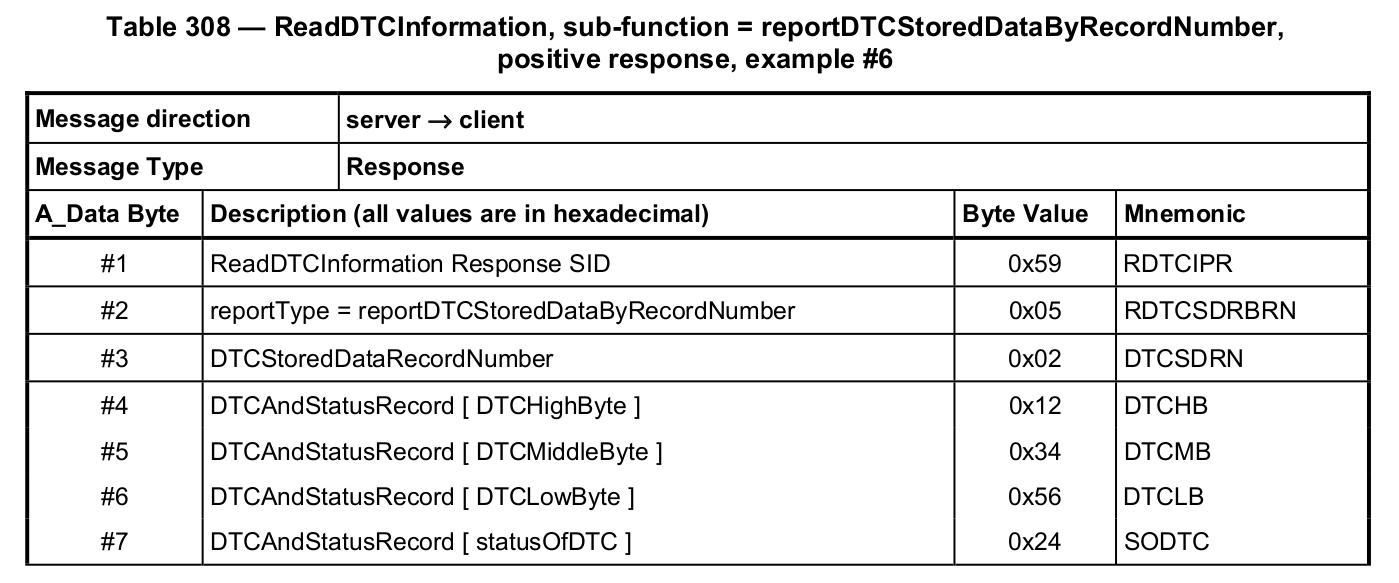 Table 308 — ReadDTCInformation, sub-function = reportDTCStoredDataByRecordNumber,
positive response, example #6
Message direction server → client
Message Type Response
A_Data Byte Description (all values are in hexadecimal) Byte Value Mnemonic
#1 ReadDTCInformation Response SID 0x59 RDTCIPR
#2 reportType = reportDTCStoredDataByRecordNumber 0x05 RDTCSDRBRN
#3 DTCStoredDataRecordNumber 0x02 DTCSDRN
#4 DTCAndStatusRecord [ DTCHighByte ] 0x12 DTCHB
#5 DTCAndStatusRecord [ DTCMiddleByte ] 0x34 DTCMB
#6 DTCAndStatusRecord [ DTCLowByte ] 0x56 DTCLB
#7 DTCAndStatusRecord [ statusOfDTC ] 0x24 SODTC